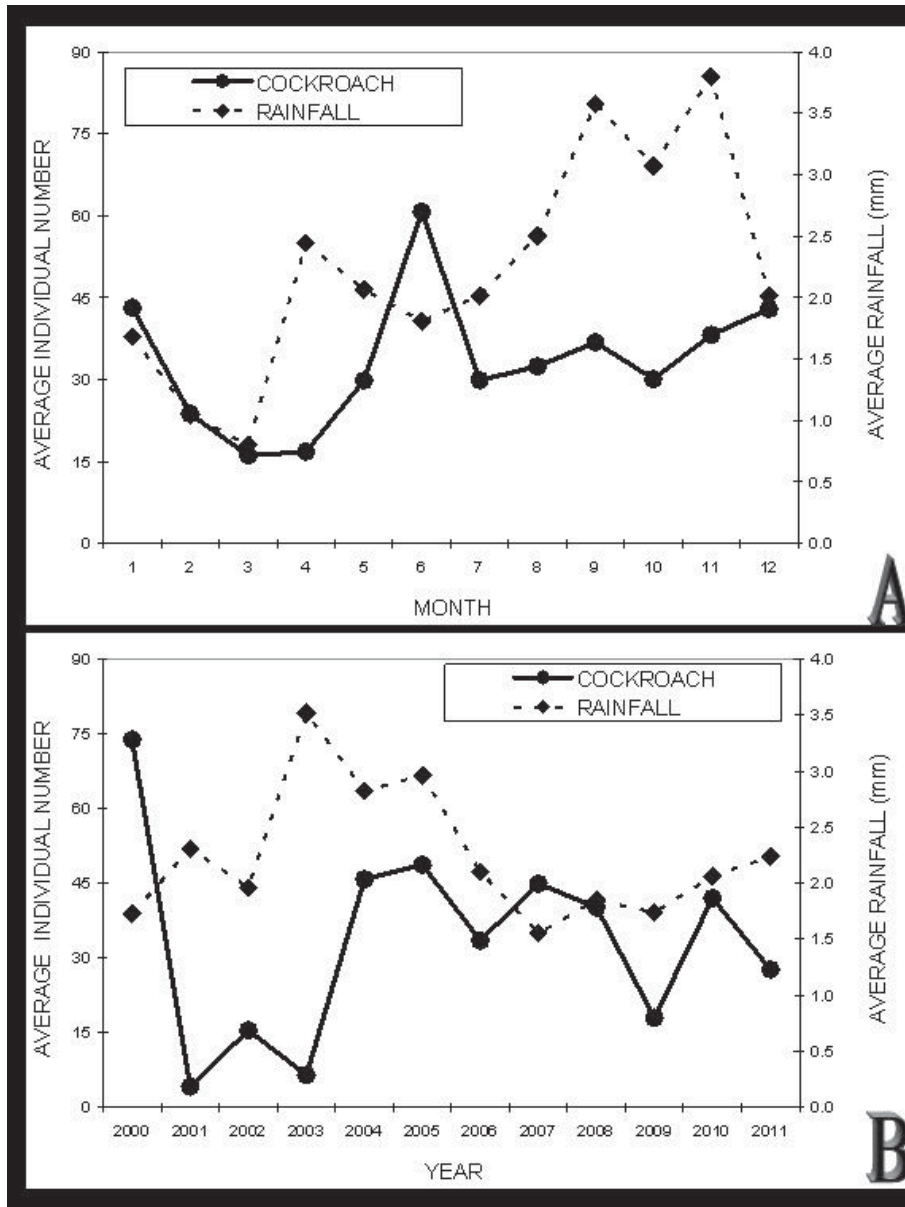 COCKROACH
RAINFALL
AVERAGE INDIVIDUAL NUMBER
90
75
60
45
30
15
0
4.0
3.5
3.0
2.5
2.0
1.5
1.0
0.5
0.0
AVERAGE RAINFALL (mm)
1 2 3 4 5 6 7 8 9 10 11 12
MONTH
A
COCKROACH
RAINFALL
AVERAGE INDIVIDUAL NUMBER
90
75
60
45
30
15
0
4.0
3.5
3.0
2.5
2.0
1.5
1.0
0.5
0.0
AVERAGE RAINFALL (mm)
2000 2001 2002 2003 2004 2005 2006 2007 2008 2009 2010 2011
YEAR
B